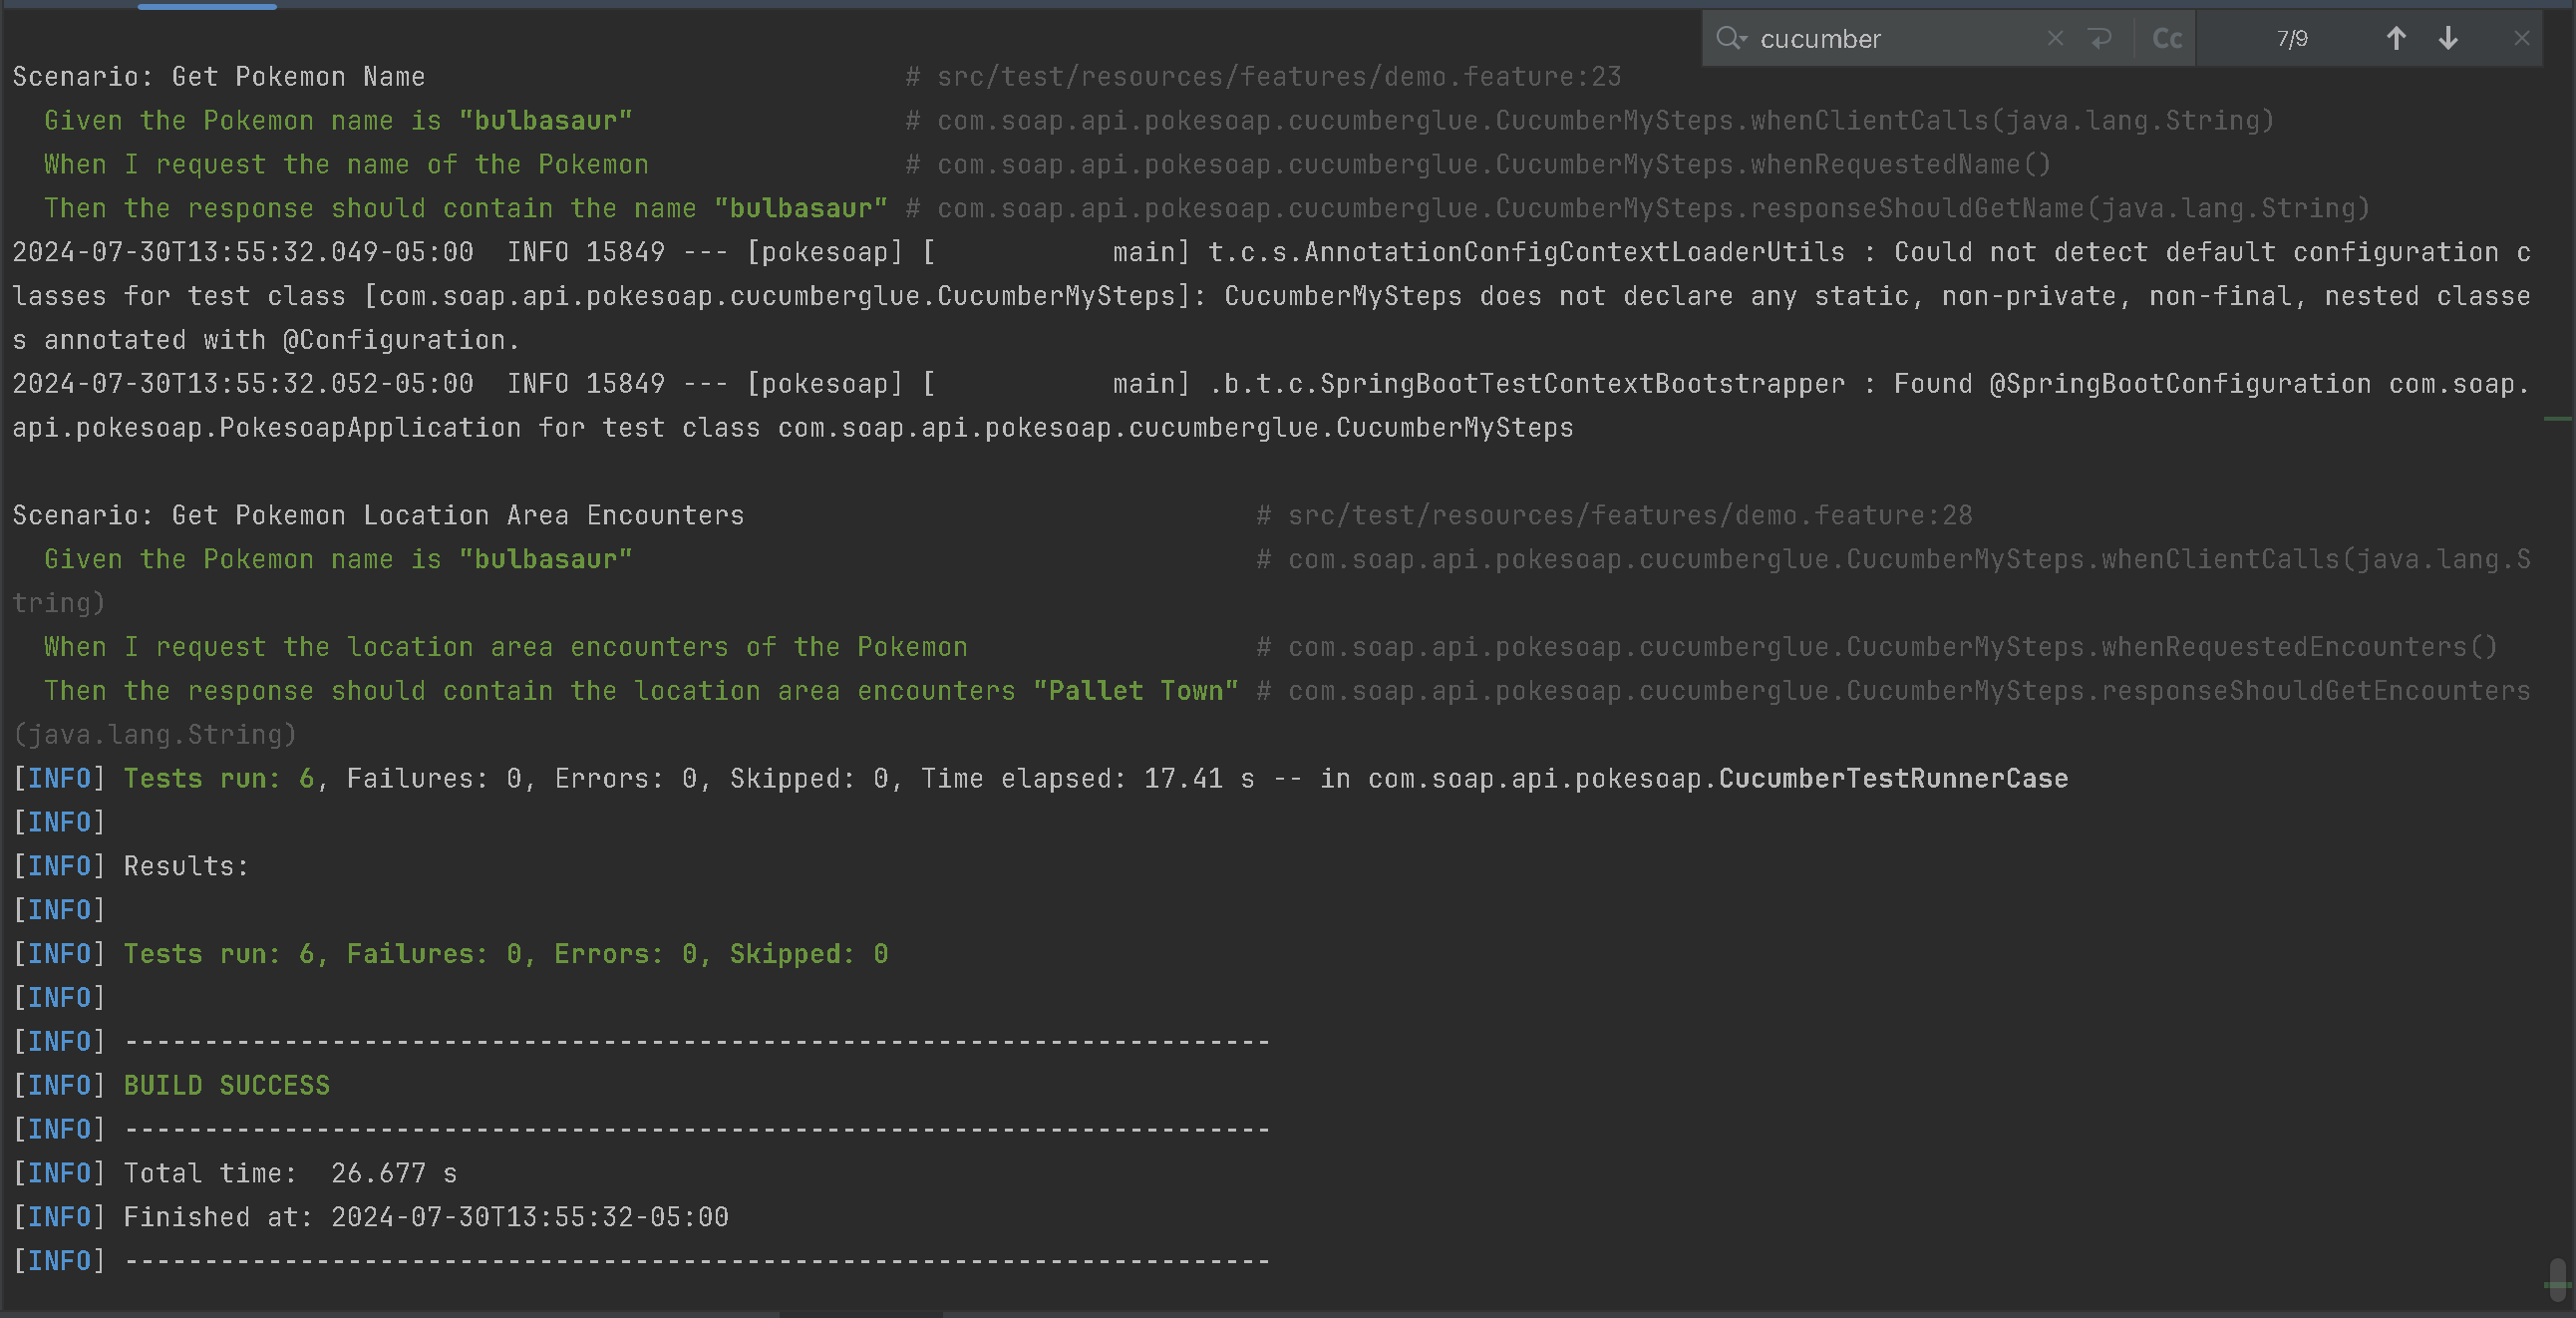 cucumber
Cc
7/9
Scenario: Get Pokemon Name # src/test/resources/features/demo.feature:23
Given the Pokemon name is "bulbasaur" # com.soap.api.pokesoap.cucumberglue.CucumberMySteps.whenClientCalls(java.lang.String)
When I request the name of the Pokemon # com.soap.api.pokesoap.cucumberglue.CucumberMySteps.whenRequestedName()
Then the response should contain the name "bulbasaur" # com.soap.api.pokesoap.cucumberglue.CucumberMySteps.responseShouldGetName(java.lang.String)
2024-07-30T13:55:32.049-05:00  INFO 15849 --- [pokesoap] [           main] t.c.s.AnnotationConfigContextLoaderUtils : Could not detect default configuration c
lasses for test class [com.soap.api.pokesoap.cucumberglue.CucumberMySteps]: CucumberMySteps does not declare any static, non-private, non-final, nested classe
s annotated with @Configuration.
2024-07-30T13:55:32.052-05:00  INFO 15849 --- [pokesoap] [           main] .b.t.c.SpringBootTestContextBootstrapper : Found @SpringBootConfiguration com.soap.
api.pokesoap.PokesoapApplication for test class com.soap.api.pokesoap.cucumberglue.CucumberMySteps
Scenario: Get Pokemon Location Area Encounters # src/test/resources/features/demo.feature:28
Given the Pokemon name is "bulbasaur" # com.soap.api.pokesoap.cucumberglue.CucumberMySteps.whenClientCalls(java.lang.S
tring)
When I request the location area encounters of the Pokemon # com.soap.api.pokesoap.cucumberglue.CucumberMySteps.whenRequestedEncounters()
Then the response should contain the location area encounters "Pallet Town" # com.soap.api.pokesoap.cucumberglue.CucumberMySteps.responseShouldGetEncounters
(java.lang.String)
[INFO] Tests run: 6, Failures: 0, Errors: 0, Skipped: 0, Time elapsed: 17.41 s -- in com.soap.api.pokesoap.CucumberTestRunnerCase
[INFO]
[INFO] Results:
[INFO]
[INFO] Tests run: 6, Failures: 0, Errors: 0, Skipped: 0
[INFO]
[INFO] ------------------------------------------------------------------------
[INFO] BUILD SUCCESS
[INFO] ------------------------------------------------------------------------
[INFO] Total time:  26.677 s
[INFO] Finished at: 2024-07-30T13:55:32-05:00
[INFO] ------------------------------------------------------------------------